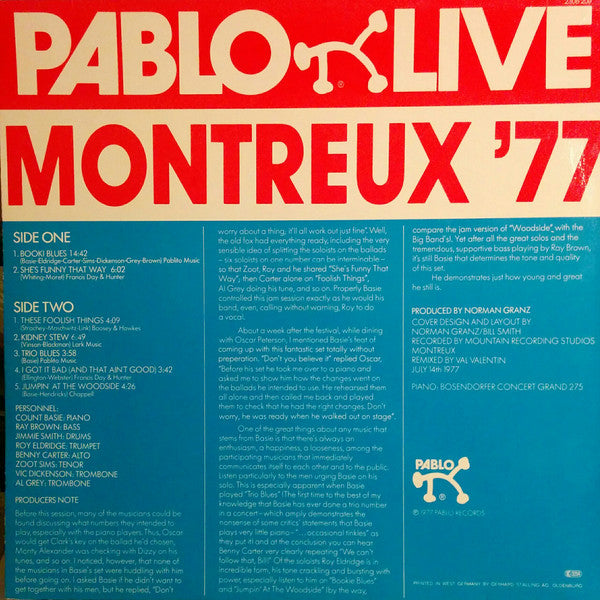 2308 209
PABLO LIVE
®
MONTREUX '77
SIDE ONE
1. BOOKI BLUES 14:42
(Basie-Eldridge-Carter-Sims-Dickenson-Grey-Brown) Pablito Music
2. SHE'S FUNNY THAT WAY 6:02
(Whiting-Moret) Francis Day & Hunter
SIDE TWO
1. THESE FOOLISH THINGS 4:09
(Strachey-Maschwitz-Link) Boosey & Hawkes
2. KIDNEY STEW 6:49
(Vinson-Blackman) Lark Music
3. TRIO BLUES 3:58
(Basie) Pablito Music
4. I GOT IT BAD (AND THAT AIN'T GOOD) 3:42
(Ellington-Webster) Francis Day & Hunter
5. JUMPIN' AT THE WOODSIDE 4:26
(Basie-Hendricks) Chappell
PERSONNEL:
COUNT BASIE: PIANO
RAY BROWN: BASS
JIMMIE SMITH: DRUMS
ROY ELDRIDGE: TRUMPET
BENNY CARTER: ALTO
ZOOT SIMS: TENOR
VIC DICKENSON: TROMBONE
AL GREY: TROMBONE
PRODUCERS NOTE
Before this session, many of the musicians could be
found discussing what numbers they intended to
play, especially with the piano players. Thus, Oscar
would get Clark's key on the ballad he'd chosen.
Monty Alexander was checking with Dizzy on his
tunes, and so on. I noticed, however, that none of
the musicians in Basie's set were huddling with him
before going on. I asked Basie if he didn't want to
get together with his men, but he replied, "Don't
worry about a thing, it'll all work out just fine". Well,
the old fox had everything ready, including the very
sensible idea of splitting the soloists on the ballads
– six soloists on one number can be interminable –
so that Zoot, Roy and he shared "She's Funny That
Way"; then Carter alone on "Foolish Things",
Al Grey doing his tune, and so on. Properly Basie
controlled this jam session exactly as he would his
band, even, calling without warning, Roy to do
a vocal.
About a week after the festival, while dining
with Oscar Peterson, I mentioned Basie's feat of
coming up with this fantastic set totally without
preparation. "Don't you believe it" replied Oscar,
"Before his set he took me over to a piano and
asked me to show him how the changes went on
the ballads he intended to use. He rehearsed them
all alone and then called me back and played
them to check that he had the right changes. Don't
worry, he was ready when he walked out on stage".
One of the great things about any music that
stems from Basie is that there's always an
enthusiasm, a happiness, a looseness, among the
participating musicians that immediately
communicates itself to each other and to the public.
Listen particularly to the men urging Basie on his
solo. This is especially apparent when Basie
played "Trio Blues" (The first time to the best of my
knowledge that Basie has ever done a trio number
in a concert – which amply demonstrates the
nonsense of some critics' statements that Basie
plays very little piano – "... occasional tinkles" as
they put it) and at the conclusion you can hear
Benny Carter very clearly repeating "We can't
follow that, Bill!" Of the soloists Roy Eldridge is in
incredible form, his tone crackling and bursting with
power, especially listen to him on "Bookie Blues"
and "Jumpin' At The Woodside" (by the way,
compare the jam version of "Woodside", with the
Big Band's). Yet after all the great solos and the
tremendous, supportive bass playing by Ray Brown,
it's still Basie that determines the tone and quality
of this set.
He demonstrates just how young and great
he still is.
PRODUCED BY NORMAN GRANZ
COVER DESIGN AND LAYOUT BY
NORMAN GRANZ/BILL SMITH
RECORDED BY MOUNTAIN RECORDING STUDIOS
MONTREUX
REMIXED BY VAL VALENTIN
JULY 14th 1977
PIANO: BOSENDORFER CONCERT GRAND 275
PABLO
®
℗ 1977 PABLO RECORDS
PRINTED IN WEST GERMANY BY GERHARD STALLING AG, OLDENBURG